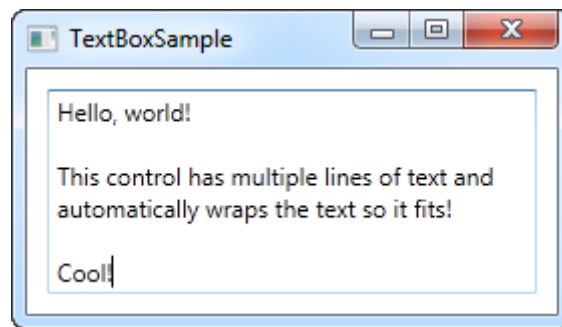 TextBoxSample
Hello, world!
This control has multiple lines of text and
automatically wraps the text so it fits!
Cool!